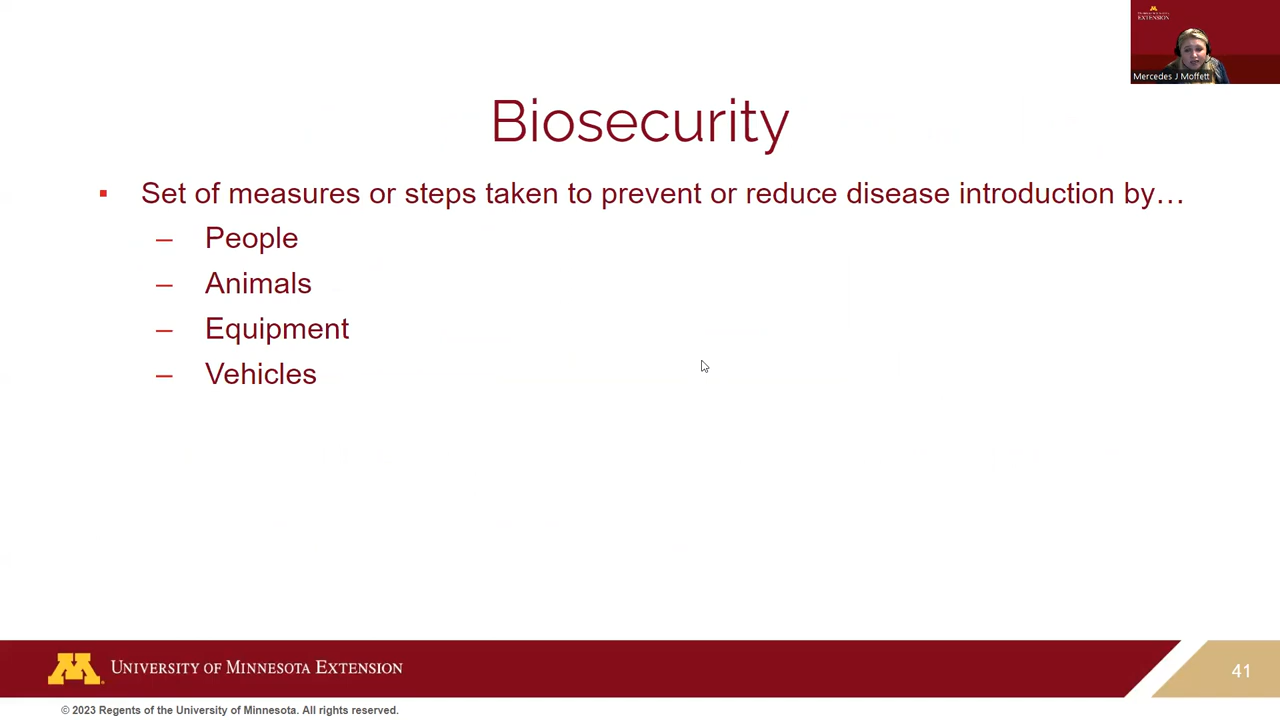 EXTENSION
Mercedes J Moffett
Biosecurity
▪ Set of measures or steps taken to prevent or reduce disease introduction by…
– People
– Animals
– Equipment
– Vehicles
UNIVERSITY OF MINNESOTA EXTENSION
41
© 2023 Regents of the University of Minnesota. All rights reserved.